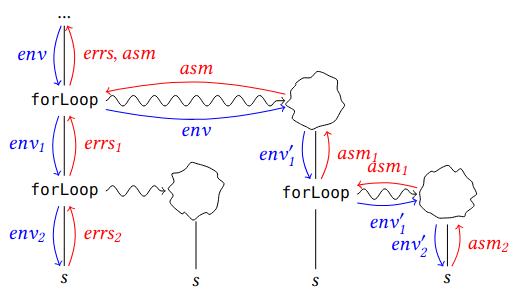 ...
env errs, asm
asm
forLoop
env
env₁ errs₁
env′₁ asm₁
asm₁
forLoop
forLoop
env′₁
env₂ errs₂
env′₂ asm₂
s s s s